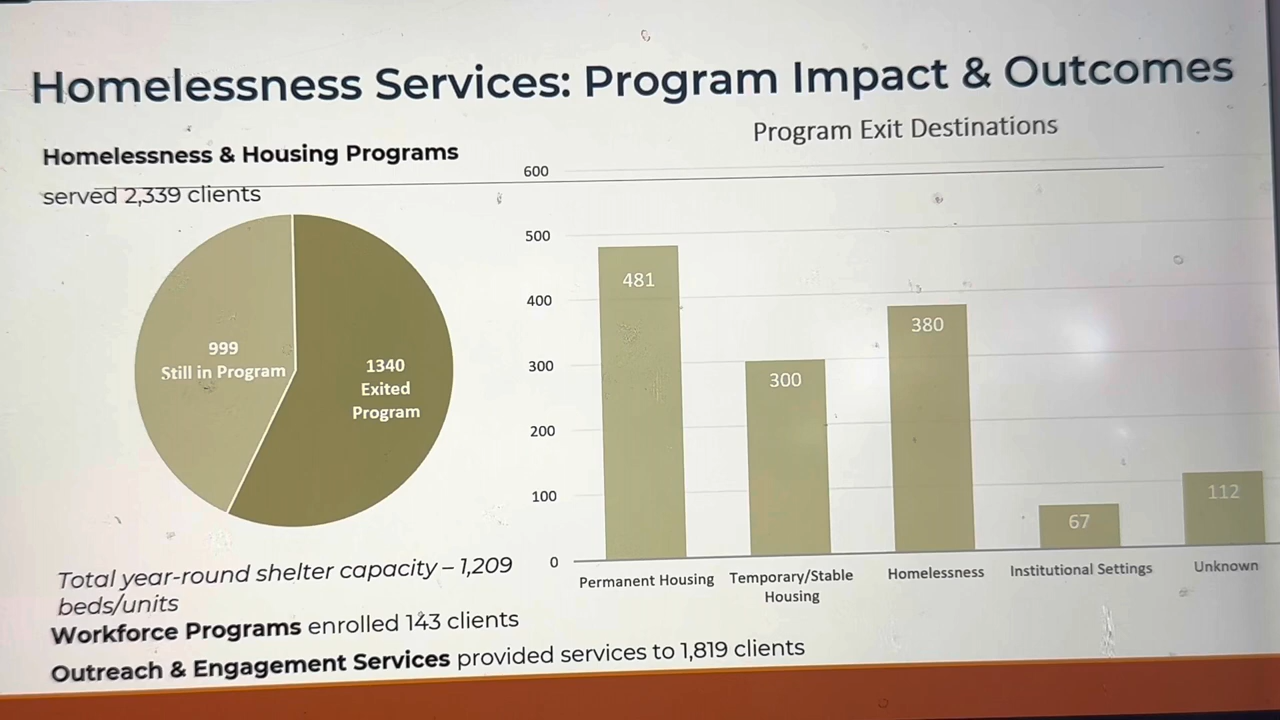 Homelessness Services: Program Impact & Outcomes
Homelessness & Housing Programs
served 2,339 clients
999
Still in Program
1340
Exited
Program
Total year-round shelter capacity – 1,209
beds/units
Workforce Programs enrolled 143 clients
Outreach & Engagement Services provided services to 1,819 clients
Program Exit Destinations
600
500
400
300
200
100
0
481
300
380
67
112
Permanent Housing
Temporary/Stable
Housing
Homelessness
Institutional Settings
Unknown